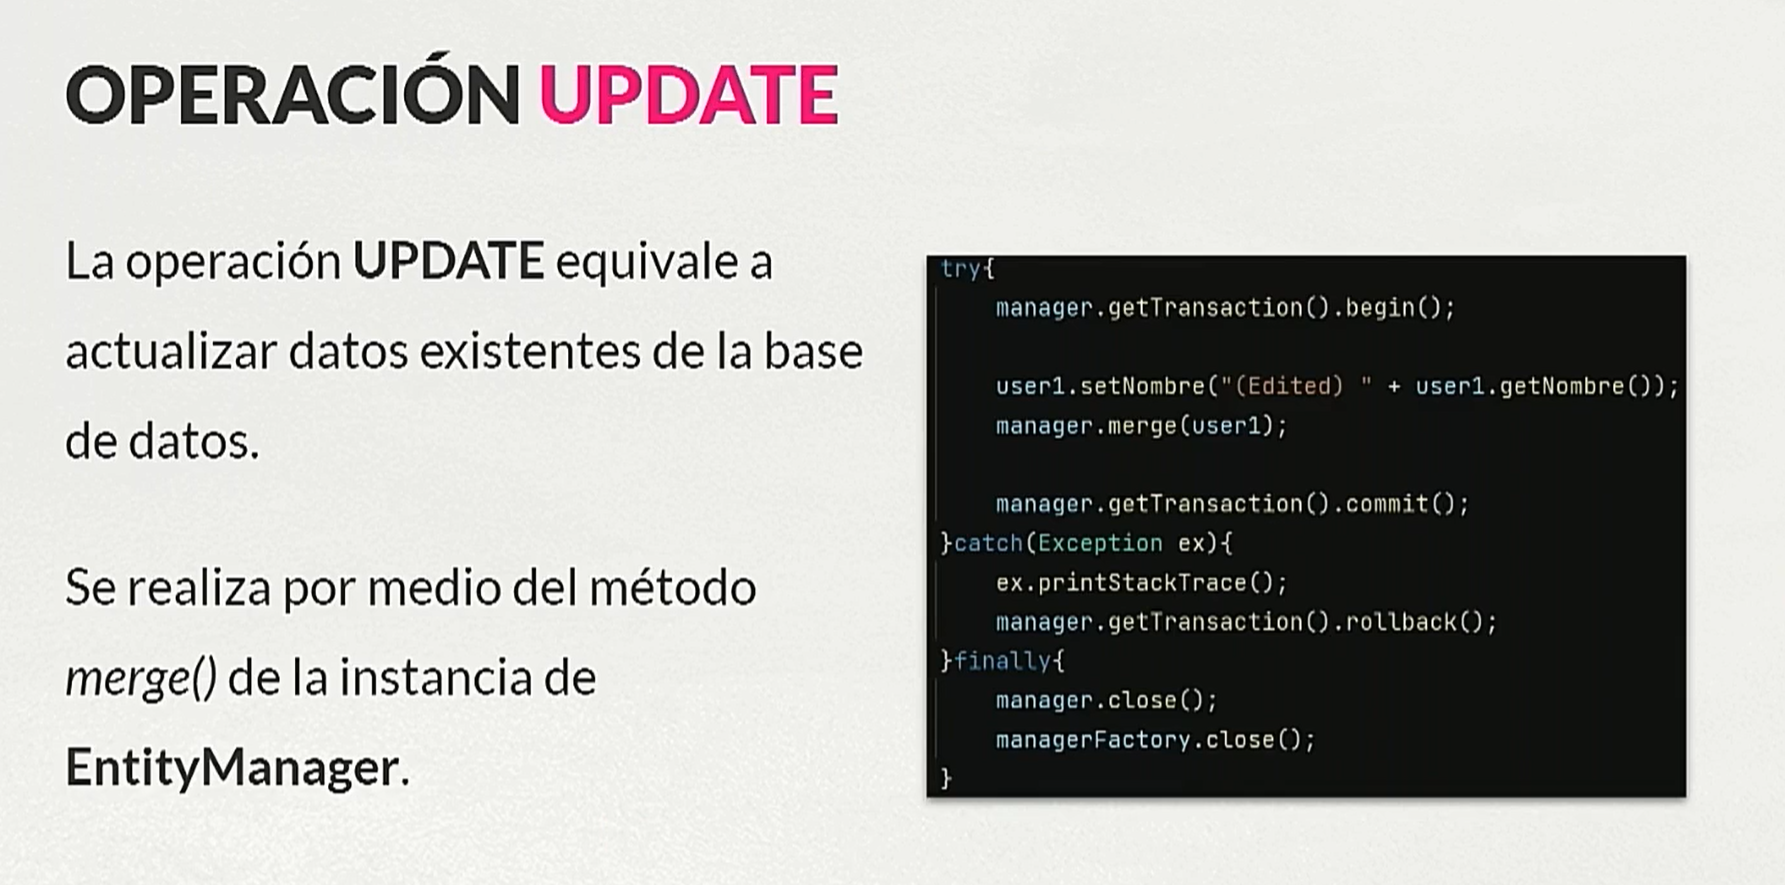 OPERACIÓN UPDATE
La operación UPDATE equivale a
actualizar datos existentes de la base
de datos.
Se realiza por medio del método
merge() de la instancia de
EntityManager.
try{
manager.getTransaction().begin();
user1.setNombre("(Edited) " + user1.getNombre());
manager.merge(user1);
manager.getTransaction().commit();
}catch(Exception ex){
ex.printStackTrace();
manager.getTransaction().rollback();
}finally{
manager.close();
managerFactory.close();
}